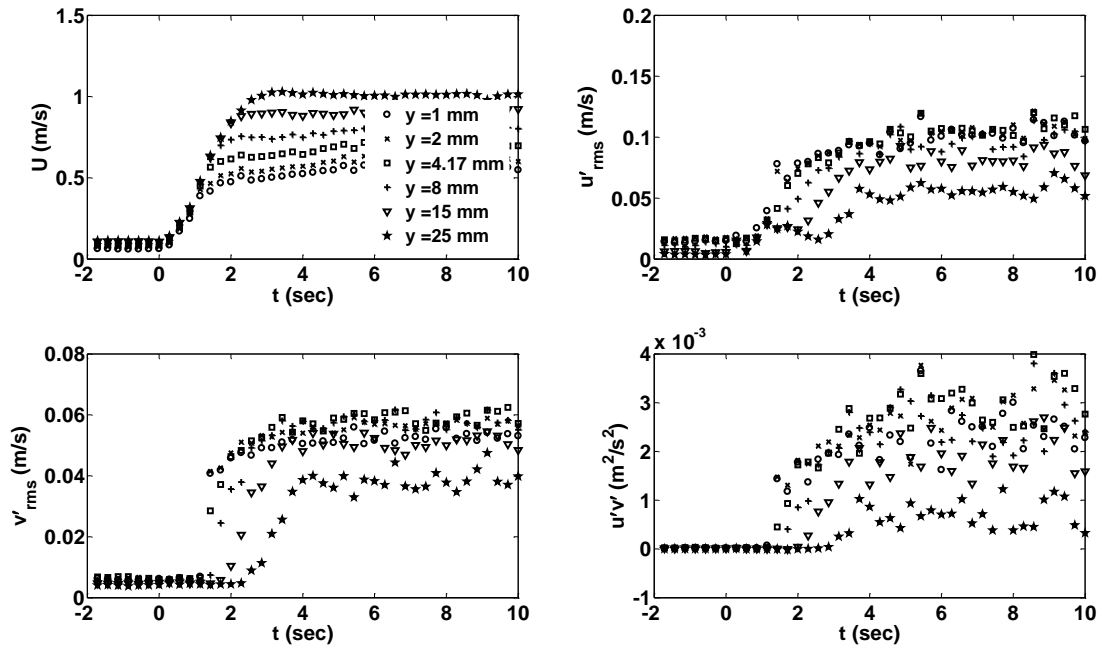 1.5
1
0.5
0
U (m/s)
-2 0 2 4 6 8 10
t (sec)
y =1 mm
y =2 mm
y =4.17 mm
y =8 mm
y =15 mm
y =25 mm
0.2
0.15
0.1
0.05
0
u'rms (m/s)
-2 0 2 4 6 8 10
t (sec)
0.08
0.06
0.04
0.02
0
v'rms (m/s)
-2 0 2 4 6 8 10
t (sec)
x 10⁻³
4
3
2
1
0
-1
u'v' (m²/s²)
-2 0 2 4 6 8 10
t (sec)